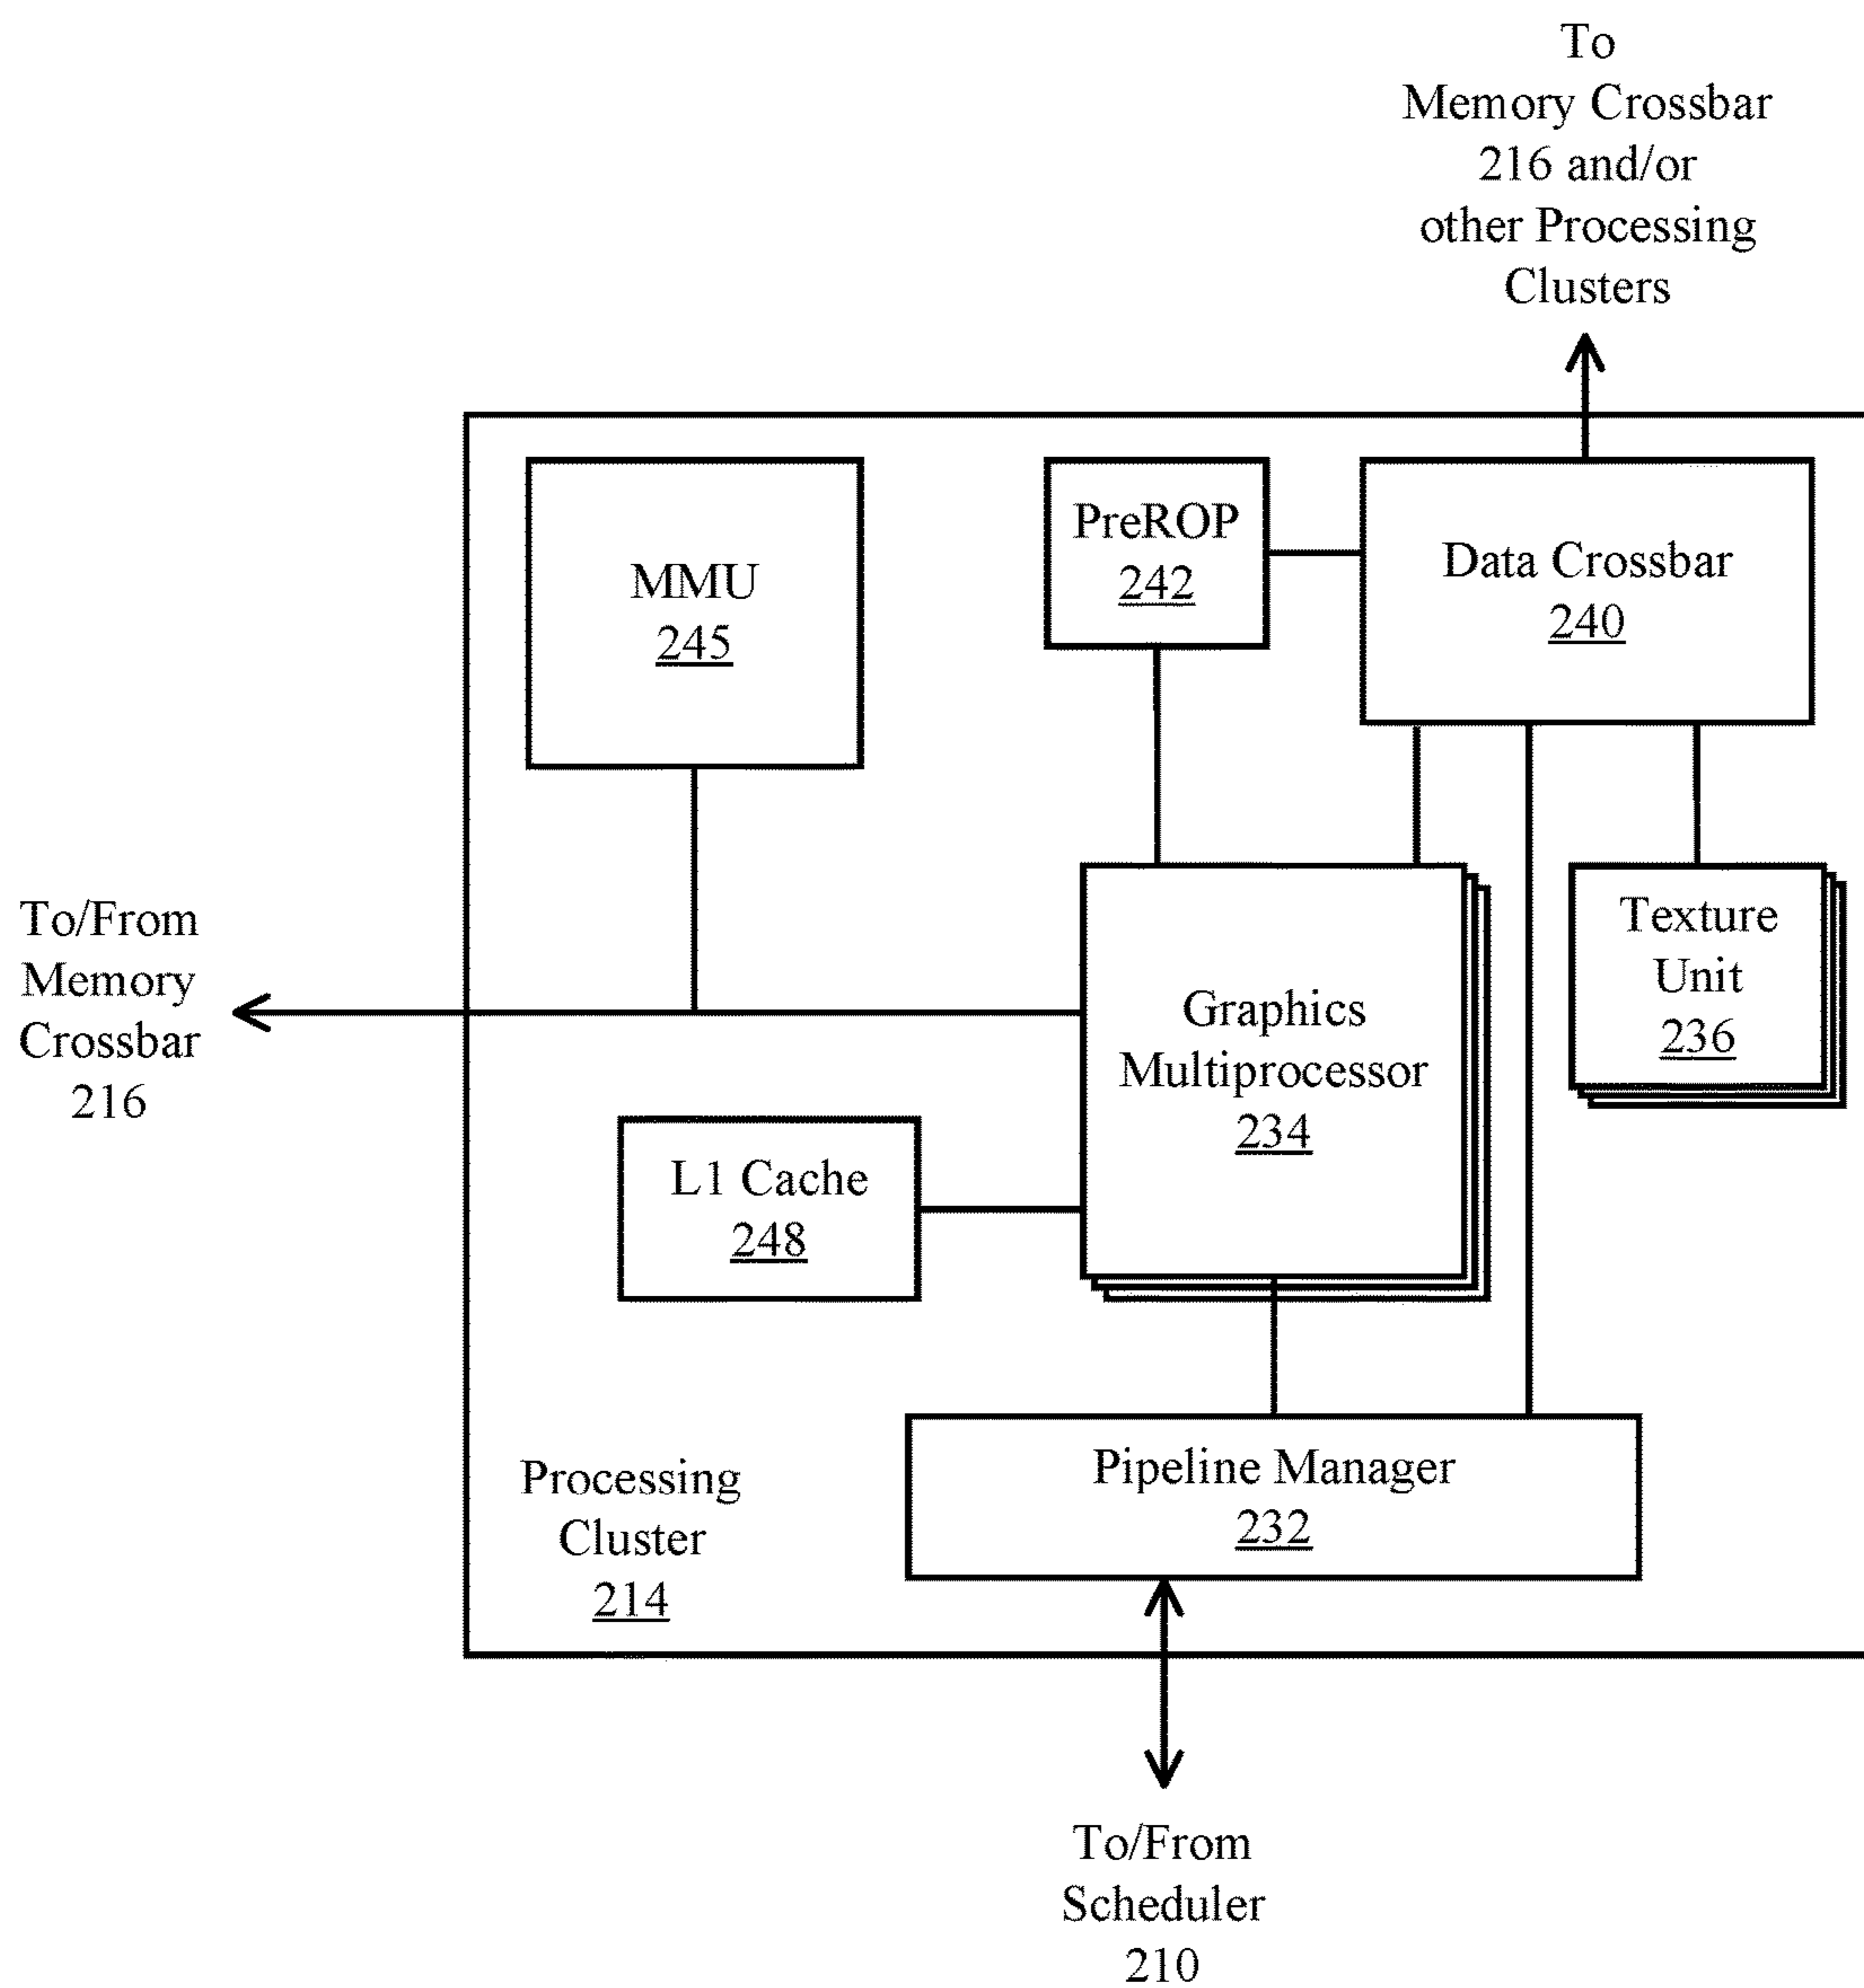 To
Memory Crossbar
216 and/or
other Processing
Clusters
MMU
245
PreROP
242
Data Crossbar
240
To/From
Memory
Crossbar
216
Graphics
Multiprocessor
234
Texture
Unit
236
L1 Cache
248
Pipeline Manager
232
Processing
Cluster
214
To/From
Scheduler
210